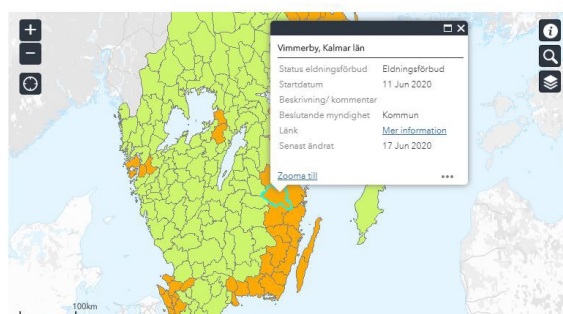 Vimmerby, Kalmar län
Status eldningsförbud Eldningsförbud
Startdatum 11 Jun 2020
Beskrivning/ kommentar
Beslutande myndighet Kommun
Länk Mer information
Senast ändrat 17 Jun 2020
Zooma till
100km